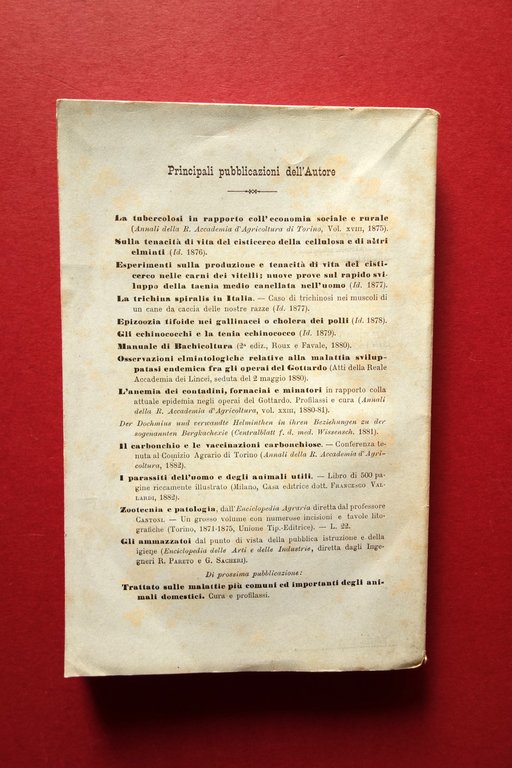 Principali pubblicazioni dell'Autore
La tubercolosi in rapporto coll'economia sociale e rurale
(Annali della R. Accademia d'Agricoltura di Torino, Vol. XVIII, 1875).
Sulla tenacità di vita del cisticerco della cellulosa e di altri
elminti (Id. 1876).
Esperimenti sulla produzione e tenacità di vita del cisti-
cerco nelle carni dei vitelli; nuove prove sul rapido svi-
luppo della taenia medio canellata nell'uomo (Id. 1877).
La trichina spiralis in Italia. — Caso di trichinosi nei muscoli di
un cane da caccia delle nostre razze (Id. 1877).
Epizoozia tifoide nei gallinacei o cholera dei polli (Id. 1878).
Gli echinococchi e la tenia echinococco (Id. 1879).
Manuale di Bachicoltura (2ª ediz., Roux e Favale, 1880).
Osservazioni elmintologiche relative alla malattia svilup-
patasi endemica fra gli operai del Gottardo (Atti della Reale
Accademia dei Lincei, seduta del 2 maggio 1880).
L'anemia dei contadini, fornaciai e minatori in rapporto colla
attuale epidemia negli operai del Gottardo. Profilassi e cura (Annali
della R. Accademia d'Agricoltura, vol. XXIII, 1880-81).
Der Dochmius und verwandte Helminthen in ihren Beziehungen zu der
sogenannten Bergkachexie (Centralblatt f. d. med. Wissensch. 1881).
Il carbonchio e le vaccinazioni carbonchiose. — Conferenza te-
nuta al Comizio Agrario di Torino (Annali della R. Accademia d'Agri-
coltura, 1882).
I parassiti dell'uomo e degli animali utili. — Libro di 500 pa-
gine riccamente illustrato (Milano, Casa editrice dott. Francesco Val-
lardi, 1882).
Zootecnia e patologia, dall'Enciclopedia Agraria diretta dal professore
Cantoni. — Un grosso volume con numerose incisioni e tavole lito-
grafiche (Torino, 1871-1875, Unione Tip.-Editrice). — L. 22.
Gli ammazzatoi dal punto di vista della pubblica istruzione e della
igiene (Enciclopedia delle Arti e delle Industrie, diretta dagli Inge-
gneri R. Pareto e G. Sacheri).
Di prossima pubblicazione:
Trattato sulle malattie più comuni ed importanti degli ani-
mali domestici. Cura e profilassi.